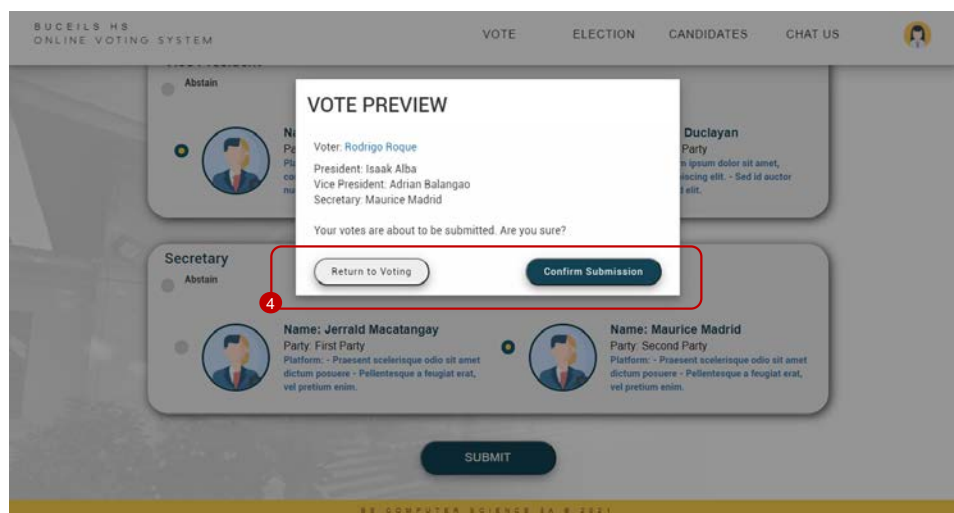 BUCEILS HS
ONLINE VOTING SYSTEM
VOTE ELECTION CANDIDATES CHAT US
Abstain
VOTE PREVIEW
Voter: Rodrigo Roque
President: Isaak Alba
Vice President: Adrian Balangao
Secretary: Maurice Madrid
Your votes are about to be submitted. Are you sure?
Return to Voting
Confirm Submission
Duclayan
Party
ipsum dolor sit amet,
elit. - Sed id auctor
elit.
Secretary
Abstain
4
Name: Jerrald Macatangay
Party: First Party
Platform: - Praesent scelerisque odio sit amet
dictum posuere - Pellentesque a feugiat erat,
vel pretium enim.
Name: Maurice Madrid
Party: Second Party
Platform: - Praesent scelerisque odio sit amet
dictum posuere - Pellentesque a feugiat erat,
vel pretium enim.
SUBMIT